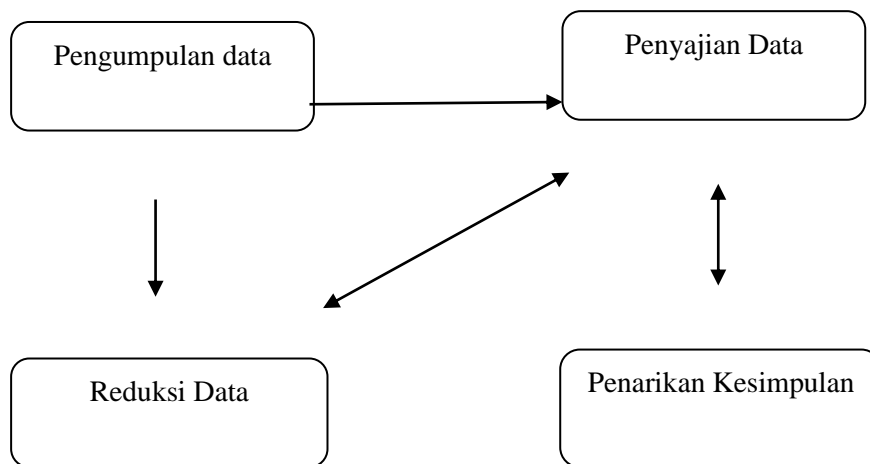 Pengumpulan data
Penyajian Data
Reduksi Data
Penarikan Kesimpulan